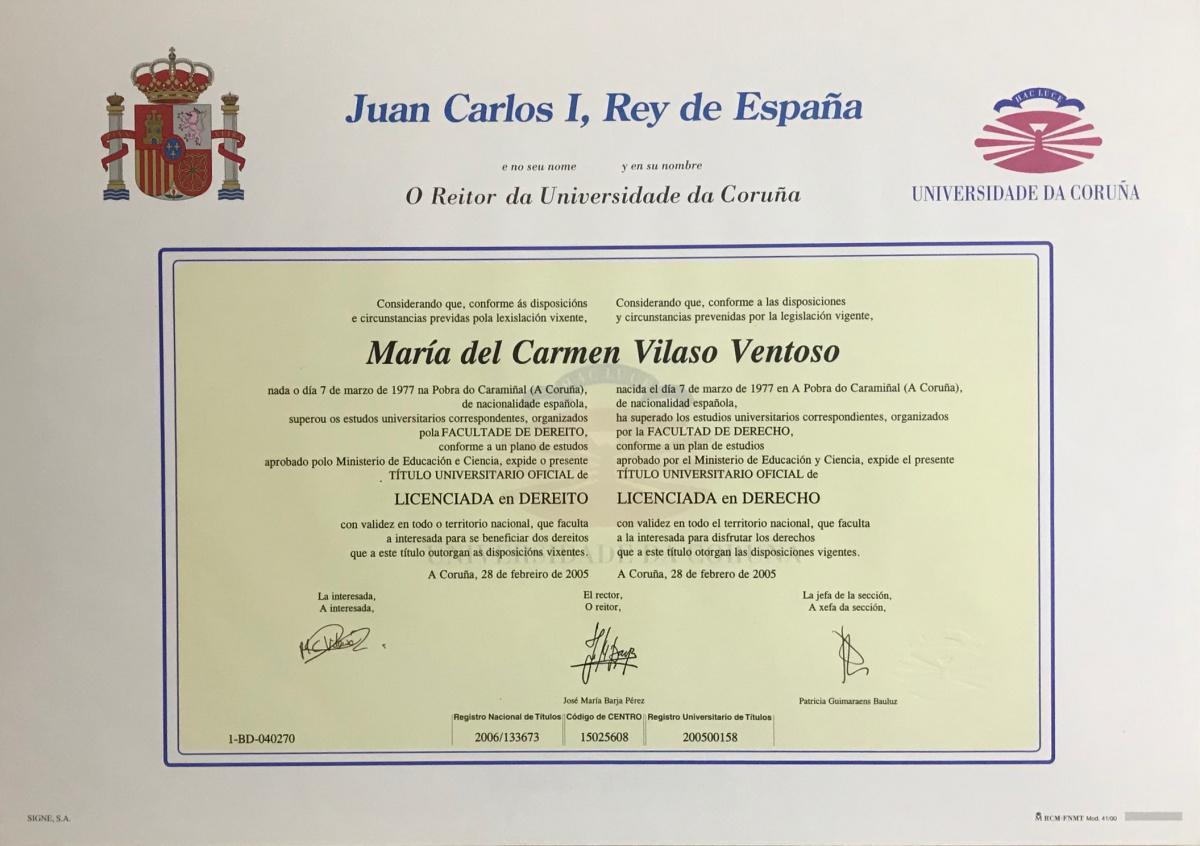 Juan Carlos I, Rey de España
HAC LUCE
e no seu nome y en su nombre
O Reitor da Universidade da Coruña
UNIVERSIDADE DA CORUÑA
Considerando que, conforme ás disposicións
e circunstancias previdas pola lexislación vixente,
Considerando que, conforme a las disposiciones
y circunstancias prevenidas por la legislación vigente,
María del Carmen Vilaso Ventoso
nada o día 7 de marzo de 1977 na Pobra do Caramiñal (A Coruña),
de nacionalidade española,
superou os estudos universitarios correspondentes, organizados
pola FACULTADE DE DEREITO,
conforme a un plano de estudos
aprobado polo Ministerio de Educación e Ciencia, expide o presente
TÍTULO UNIVERSITARIO OFICIAL de
LICENCIADA en DEREITO
con validez en todo o territorio nacional, que faculta
a interesada para se beneficiar dos dereitos
que a este título outorgan as disposicións vixentes.
A Coruña, 28 de febreiro de 2005
nacida el día 7 de marzo de 1977 en A Pobra do Caramiñal (A Coruña),
de nacionalidad española,
ha superado los estudios universitarios correspondientes, organizados
por la FACULTAD DE DERECHO,
conforme a un plan de estudios
aprobado por el Ministerio de Educación y Ciencia, expide el presente
TÍTULO UNIVERSITARIO OFICIAL de
LICENCIADA en DERECHO
con validez en todo el territorio nacional, que faculta
a la interesada para disfrutar los derechos
que a este título otorgan las disposiciones vigentes.
A Coruña, 28 de febrero de 2005
HAC LUCE
UNIVERSIDADE DA CORUÑA
La interesada,
A interesada,
El rector,
O reitor,
José María Barja Pérez
La jefa de la sección,
A xefa da sección,
Patricia Guimaraens Bauluz
1-BD-040270
Registro Nacional de Títulos Código de CENTRO Registro Universitario de Títulos
2006/133673 15025608 200500158
SIGNE, S.A.
RCM-FNMT Mod. 41/00